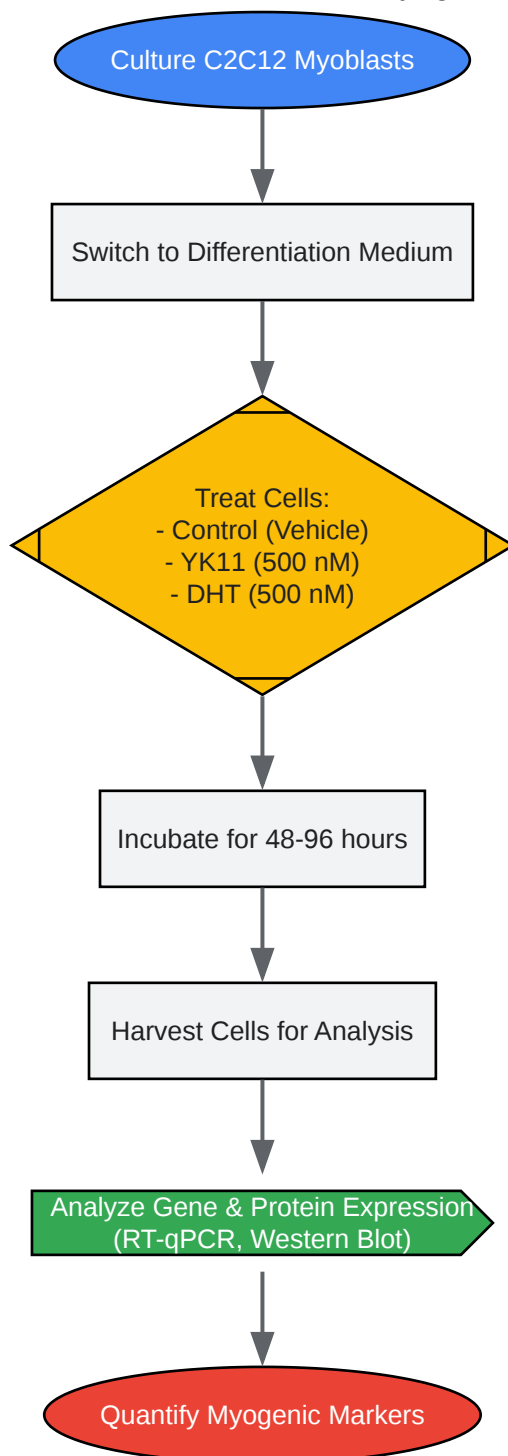 Culture C2C12 Myoblasts
Switch to Differentiation Medium
Treat Cells:
- Control (Vehicle)
- YK11 (500 nM)
- DHT (500 nM)
Incubate for 48-96 hours
Harvest Cells for Analysis
Analyze Gene & Protein Expression
(RT-qPCR, Western Blot)
Quantify Myogenic Markers